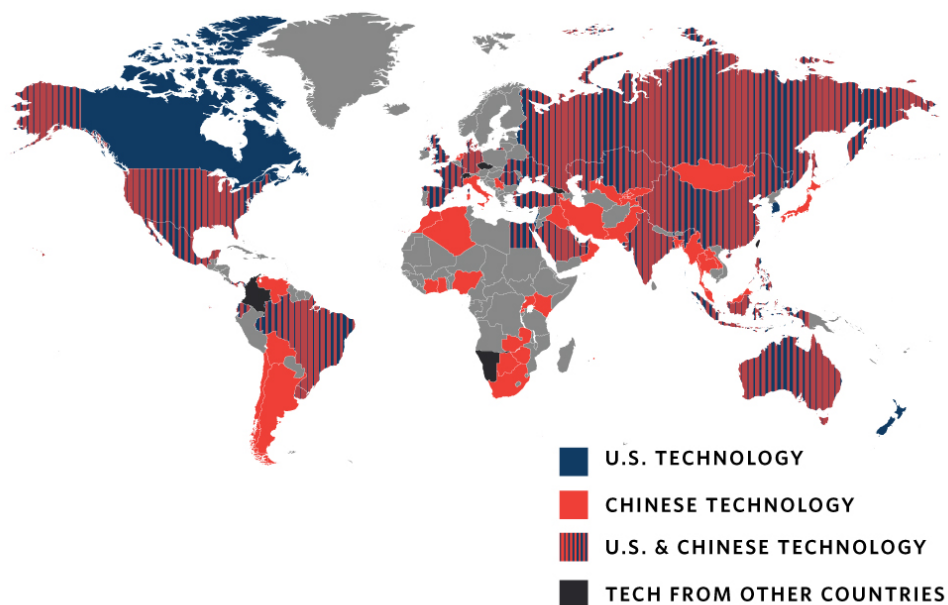 U.S. TECHNOLOGY
CHINESE TECHNOLOGY
U.S. & CHINESE TECHNOLOGY
TECH FROM OTHER COUNTRIES